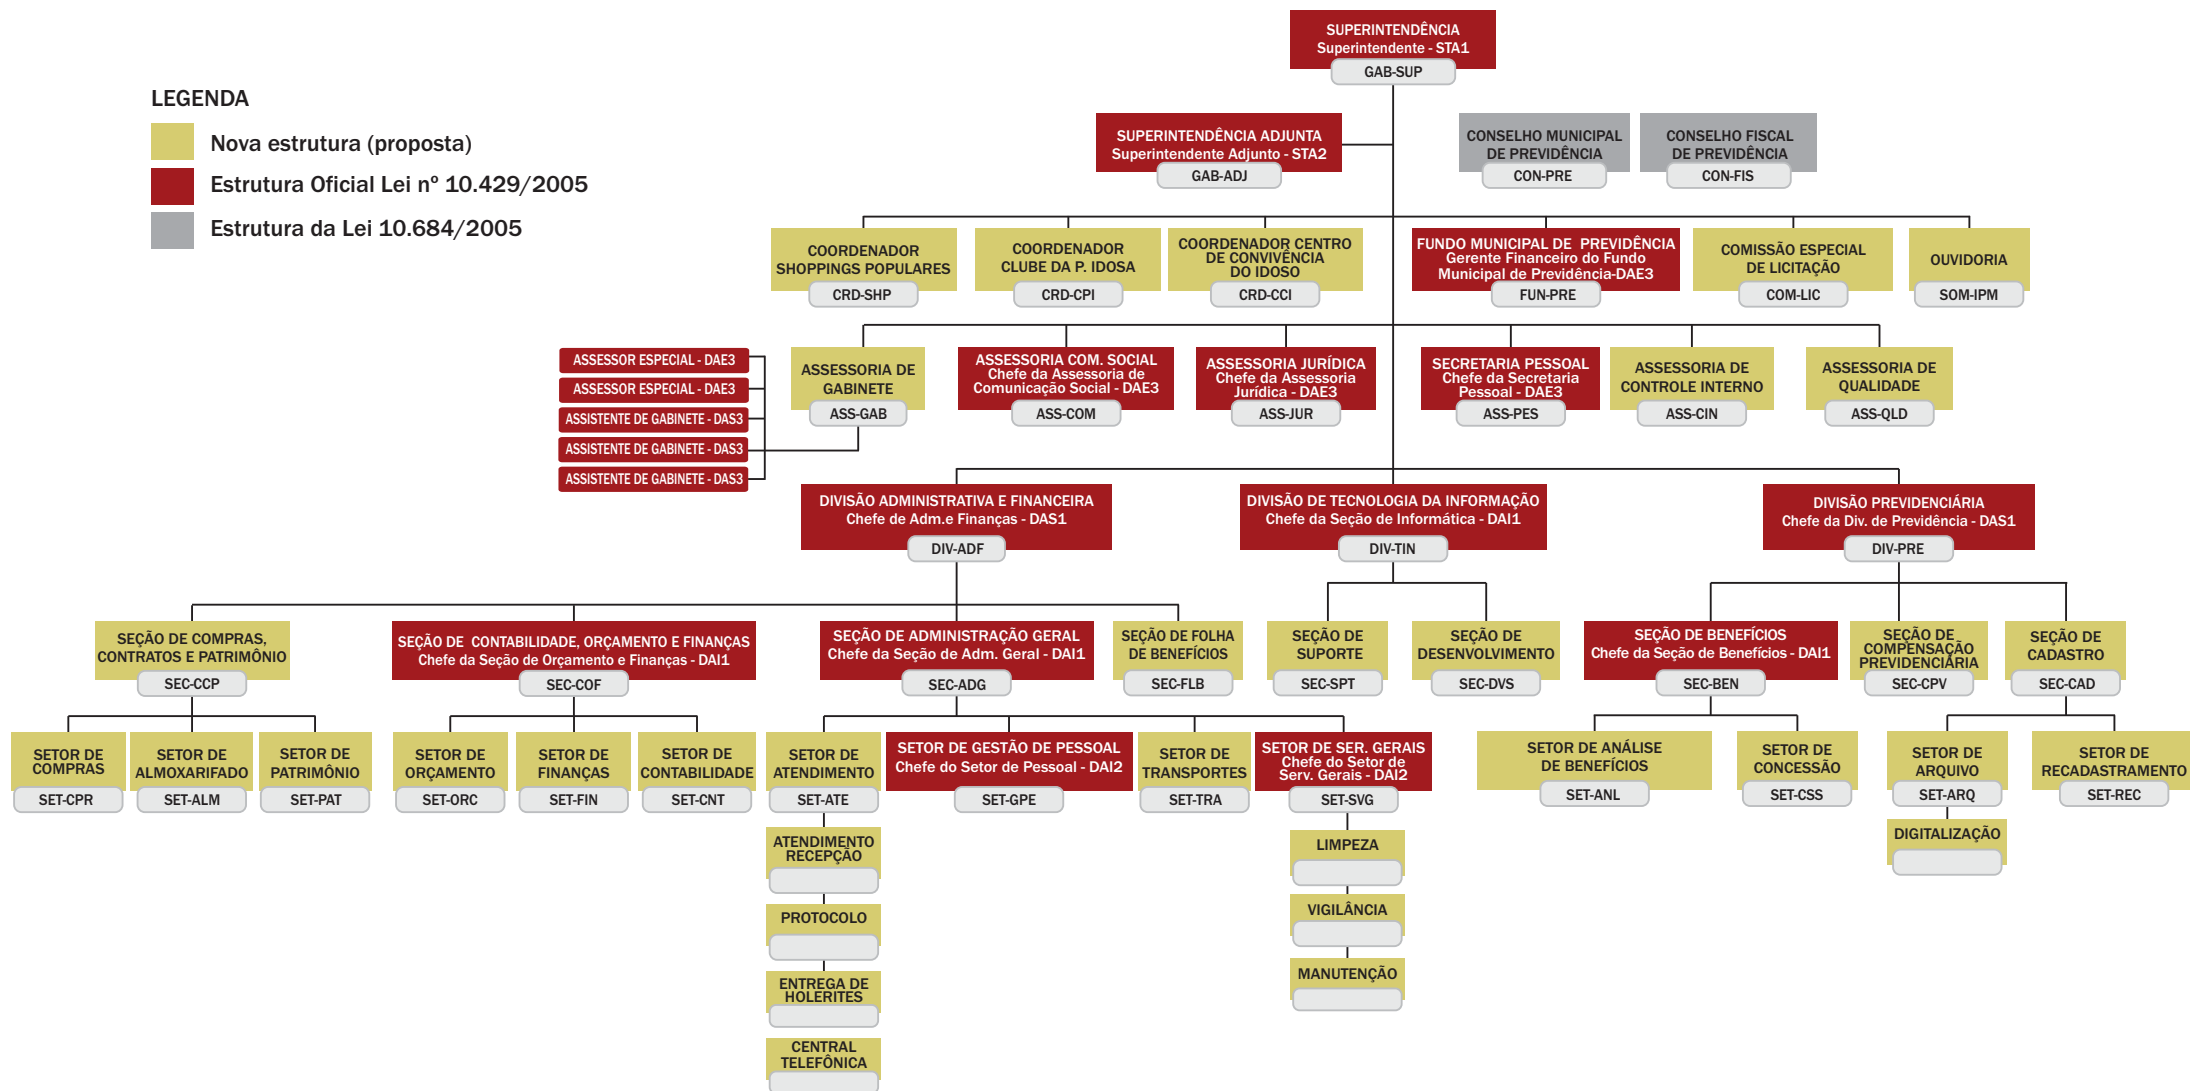 SUPERINTENDÊNCIA
Superintendente - STA1
GAB-SUP
LEGENDA
Nova estrutura (proposta)
Estrutura Oficial Lei nº 10.429/2005
Estrutura da Lei 10.684/2005
SUPERINTENDÊNCIA ADJUNTA
Superintendente Adjunto - STA2
GAB-ADJ
CONSELHO MUNICIPAL
DE PREVIDÊNCIA
CON-PRE
CONSELHO FISCAL
DE PREVIDÊNCIA
CON-FIS
COORDENADOR
SHOPPINGS POPULARES
CRD-SHP
COORDENADOR
CLUBE DA P. IDOSA
CRD-CPI
COORDENADOR CENTRO
DE CONVIVÊNCIA
DO IDOSO
CRD-CCI
FUNDO MUNICIPAL DE PREVIDÊNCIA
Gerente Financeiro do Fundo
Municipal de Previdência-DAE3
FUN-PRE
COMISSÃO ESPECIAL
DE LICITAÇÃO
COM-LIC
OUVIDORIA
SOM-IPM
ASSESSOR ESPECIAL - DAE3
ASSESSOR ESPECIAL - DAE3
ASSISTENTE DE GABINETE - DAS3
ASSISTENTE DE GABINETE - DAS3
ASSISTENTE DE GABINETE - DAS3
ASSESSORIA DE
GABINETE
ASS-GAB
ASSESSORIA COM. SOCIAL
Chefe da Assessoria de
Comunicação Social - DAE3
ASS-COM
ASSESSORIA JURÍDICA
Chefe da Assessoria
Jurídica - DAE3
ASS-JUR
SECRETARIA PESSOAL
Chefe da Secretaria
Pessoal - DAE3
ASS-PES
ASSESSORIA DE
CONTROLE INTERNO
ASS-CIN
ASSESSORIA DE
QUALIDADE
ASS-QLD
DIVISÃO ADMINISTRATIVA E FINANCEIRA
Chefe de Adm.e Finanças - DAS1
DIV-ADF
DIVISÃO DE TECNOLOGIA DA INFORMAÇÃO
Chefe da Seção de Informática - DAI1
DIV-TIN
DIVISÃO PREVIDENCIÁRIA
Chefe da Div. de Previdência - DAS1
DIV-PRE
SEÇÃO DE COMPRAS,
CONTRATOS E PATRIMÔNIO
SEC-CCP
SEÇÃO DE CONTABILIDADE, ORÇAMENTO E FINANÇAS
Chefe da Seção de Orçamento e Finanças - DAI1
SEC-COF
SEÇÃO DE ADMINISTRAÇÃO GERAL
Chefe da Seção de Adm. Geral - DAI1
SEC-ADG
SEÇÃO DE FOLHA
DE BENEFÍCIOS
SEC-FLB
SEÇÃO DE
SUPORTE
SEC-SPT
SEÇÃO DE
DESENVOLVIMENTO
SEC-DVS
SEÇÃO DE BENEFÍCIOS
Chefe da Seção de Benefícios - DAI1
SEC-BEN
SEÇÃO DE
COMPENSAÇÃO
PREVIDENCIÁRIA
SEC-CPV
SEÇÃO DE
CADASTRO
SEC-CAD
SETOR DE
COMPRAS
SET-CPR
SETOR DE
ALMOXARIFADO
SET-ALM
SETOR DE
PATRIMÔNIO
SET-PAT
SETOR DE
ORÇAMENTO
SET-ORC
SETOR DE
FINANÇAS
SET-FIN
SETOR DE
CONTABILIDADE
SET-CNT
SETOR DE
ATENDIMENTO
SET-ATE
SETOR DE GESTÃO DE PESSOAL
Chefe do Setor de Pessoal - DAI2
SET-GPE
SETOR DE
TRANSPORTES
SET-TRA
SETOR DE SER. GERAIS
Chefe do Setor de
Serv. Gerais - DAI2
SET-SVG
SETOR DE ANÁLISE
DE BENEFÍCIOS
SET-ANL
SETOR DE
CONCESSÃO
SET-CSS
SETOR DE
ARQUIVO
SET-ARQ
SETOR DE
RECADASTRAMENTO
SET-REC
ATENDIMENTO
RECEPÇÃO
PROTOCOLO
ENTREGA DE
HOLERITES
CENTRAL
TELEFÔNICA
LIMPEZA
VIGILÂNCIA
MANUTENÇÃO
DIGITALIZAÇÃO